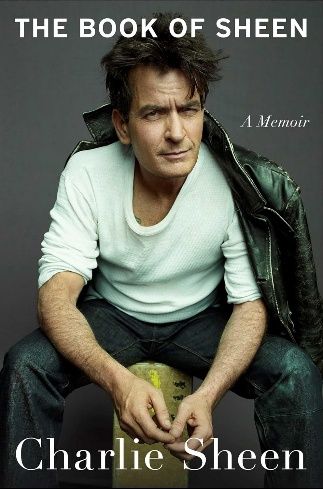 THE BOOK OF SHEEN
A Memoir
Charlie Sheen